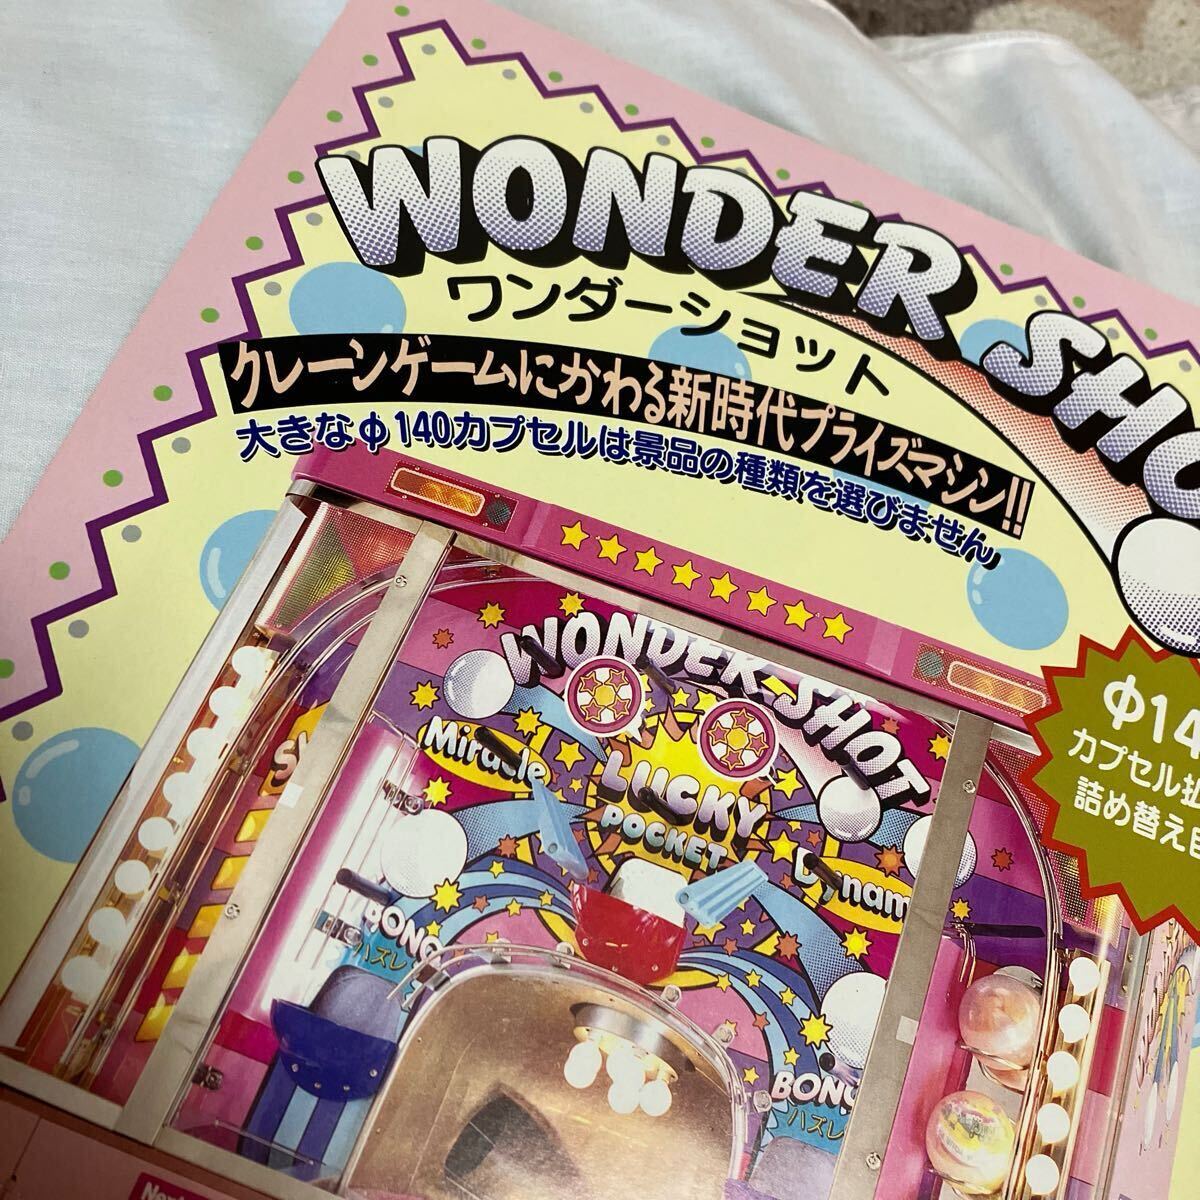 WONDER SHO
ワンダーショット
クレーンゲームにかわる新時代プライズマシン!!
大きなφ140カプセルは景品の種類を選びません。
φ14
カプセル払
詰め替え自
WONDER SHOT
Miracle
LUCKY
POCKET
Dynam
BONG
ハズレ
BONG
ハズレ